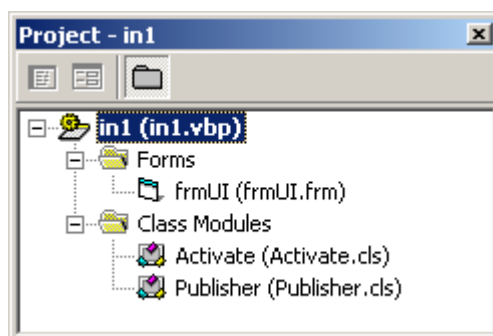 Project - in1
in1 (in1.vbp)
Forms
frmUI (frmUI.frm)
Class Modules
Activate (Activate.cls)
Publisher (Publisher.cls)